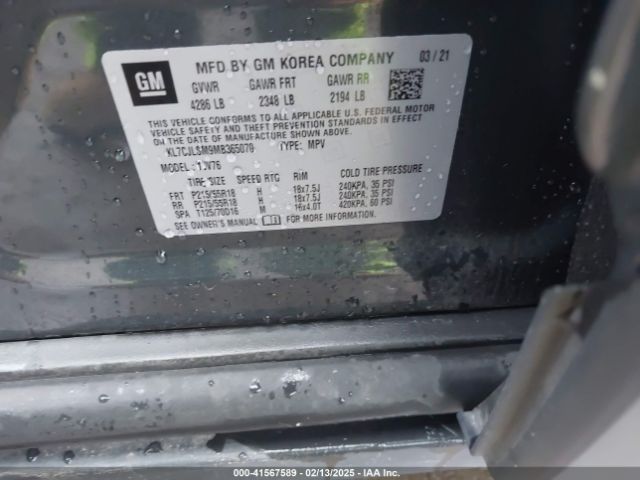 GM
MFD BY GM KOREA COMPANY 03 / 21
GVWR GAWR FRT GAWR RR
4286 LB 2348 LB 2194 LB
THIS VEHICLE CONFORMS TO ALL APPLICABLE U.S. FEDERAL MOTOR
VEHICLE SAFETY AND THEFT PREVENTION STANDARDS IN EFFECT
ON THE DATE OF MANUFACTURE SHOWN ABOVE.
KL7CJLSM9MB365079 TYPE: MPV
MODEL: 1JV76
TIRE SIZE SPEED RTG RIM COLD TIRE PRESSURE
FRT P215/55R18 H 18x7.5J 240KPA, 35 PSI
RR P215/55R18 H 18x7.5J 240KPA, 35 PSI
SPA T125/70D16 M 16x4.0T 420KPA, 60 PSI
SEE OWNER'S MANUAL FOR MORE INFORMATION.
000-41567589 - 02/13/2025 - IAA Inc.